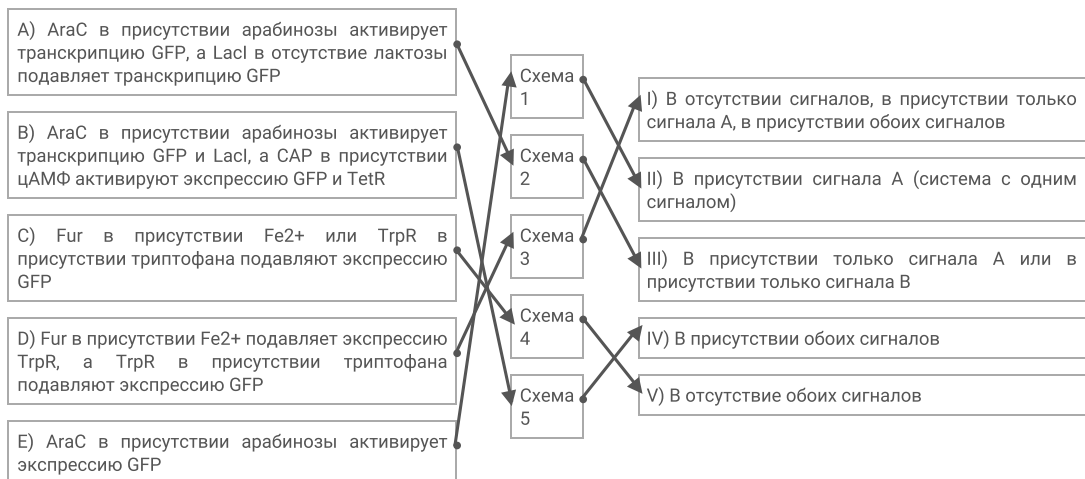 A) AraC в присутствии арабинозы активирует
транскрипцию GFP, а LacI в отсутствие лактозы
подавляет транскрипцию GFP
B) AraC в присутствии арабинозы активирует
транскрипцию GFP и LacI, а CAP в присутствии
цАМФ активируют экспрессию GFP и TetR
C) Fur в присутствии Fe2+ или TrpR в
присутствии триптофана подавляют экспрессию
GFP
D) Fur в присутствии Fe2+ подавляет экспрессию
TrpR, а TrpR в присутствии триптофана
подавляют экспрессию GFP
E) AraC в присутствии арабинозы активирует
экспрессию GFP
Схема
1
Схема
2
Схема
3
Схема
4
Схема
5
I) В отсутствии сигналов, в присутствии только
сигнала А, в присутствии обоих сигналов
II) В присутствии сигнала А (система с одним
сигналом)
III) В присутствии только сигнала А или в
присутствии только сигнала В
IV) В присутствии обоих сигналов
V) В отсутствие обоих сигналов